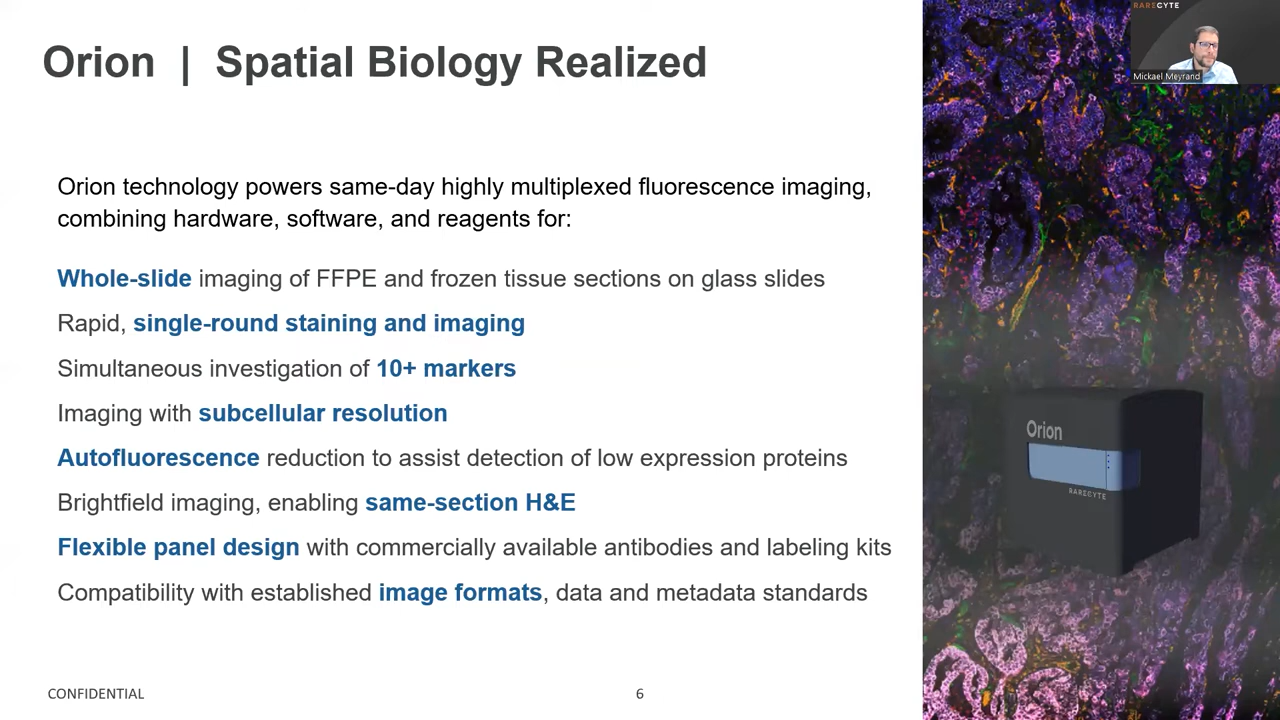 RARECYTE
Mickael Meyrand
Orion | Spatial Biology Realized
Orion technology powers same-day highly multiplexed fluorescence imaging,
combining hardware, software, and reagents for:
Whole-slide imaging of FFPE and frozen tissue sections on glass slides
Rapid, single-round staining and imaging
Simultaneous investigation of 10+ markers
Imaging with subcellular resolution
Autofluorescence reduction to assist detection of low expression proteins
Brightfield imaging, enabling same-section H&E
Flexible panel design with commercially available antibodies and labeling kits
Compatibility with established image formats, data and metadata standards
Orion
RARECYTE
CONFIDENTIAL
6